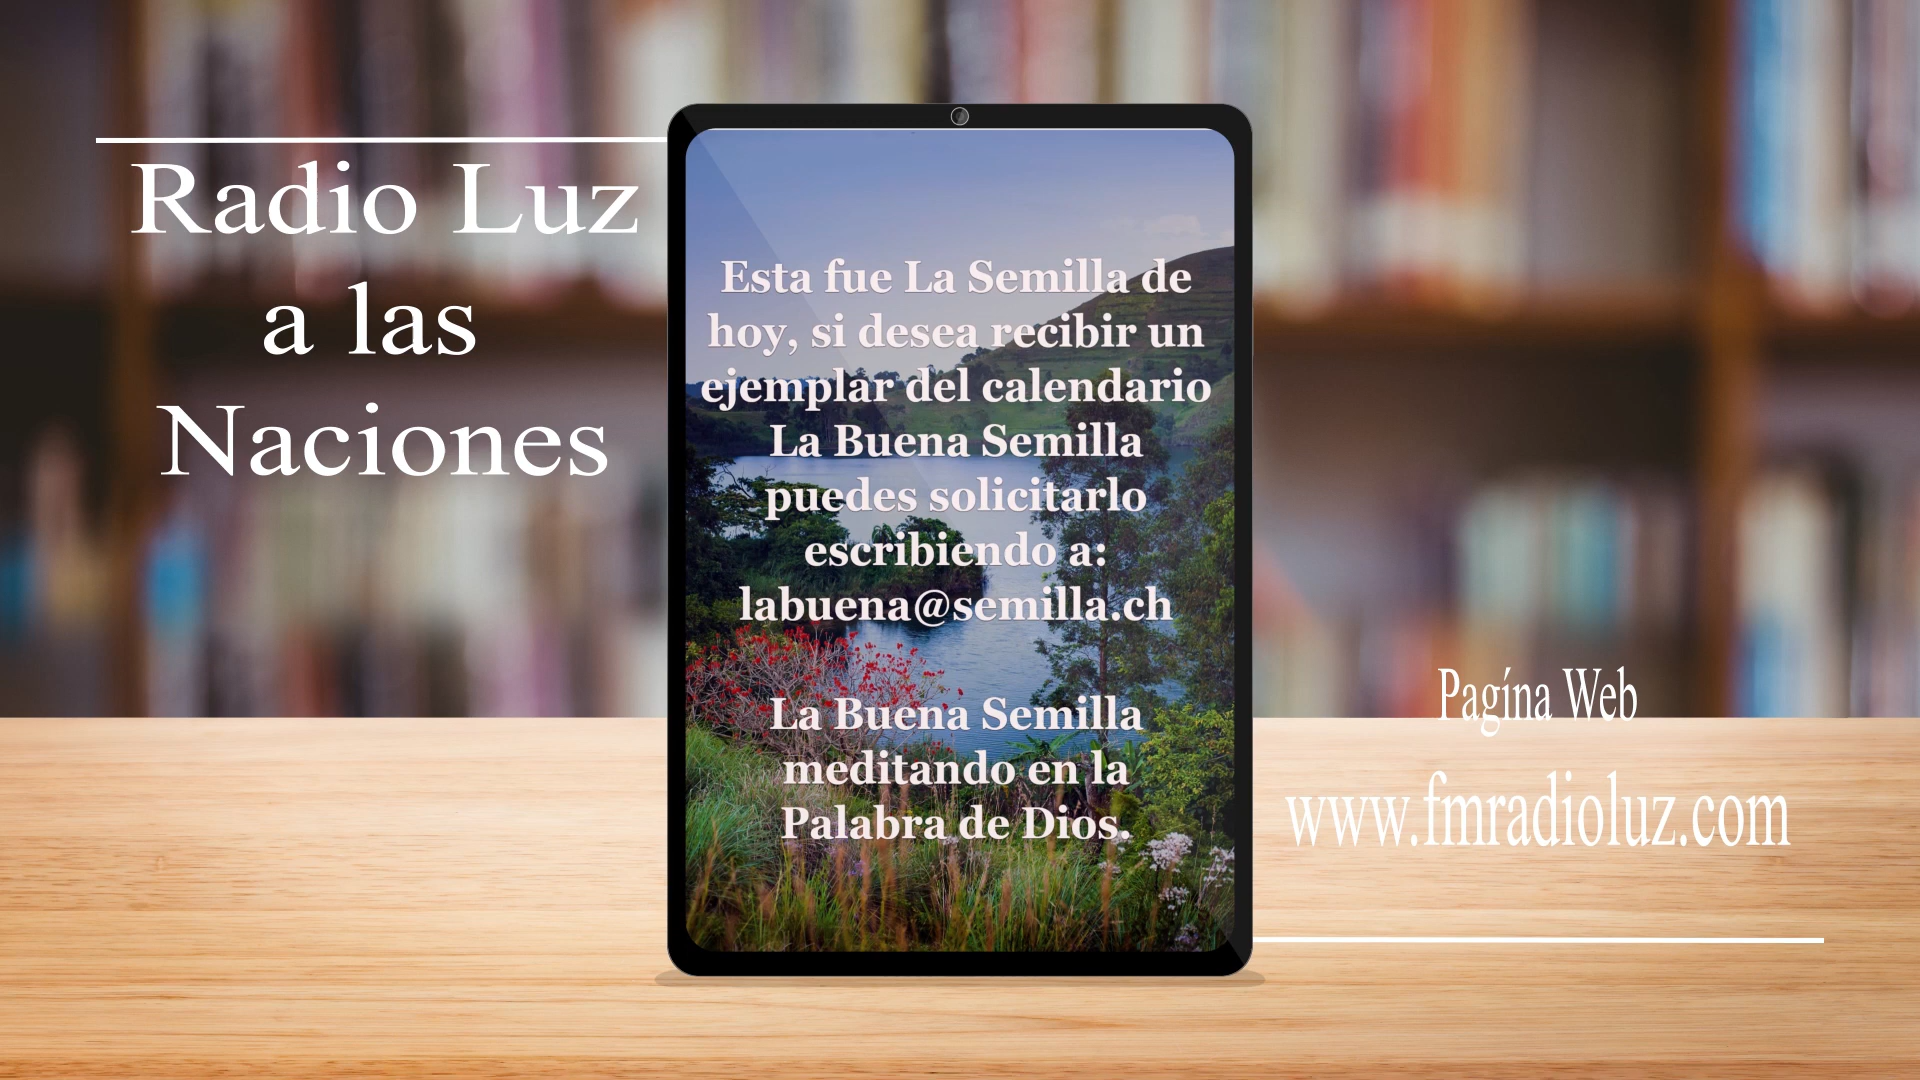 Radio Luz
a las
Naciones
Esta fue La Semilla de
hoy, si desea recibir un
ejemplar del calendario
La Buena Semilla
puedes solicitarlo
escribiendo a:
labuena@semilla.ch
La Buena Semilla
meditando en la
Palabra de Dios.
Pagína Web
www.fmradioluz.com